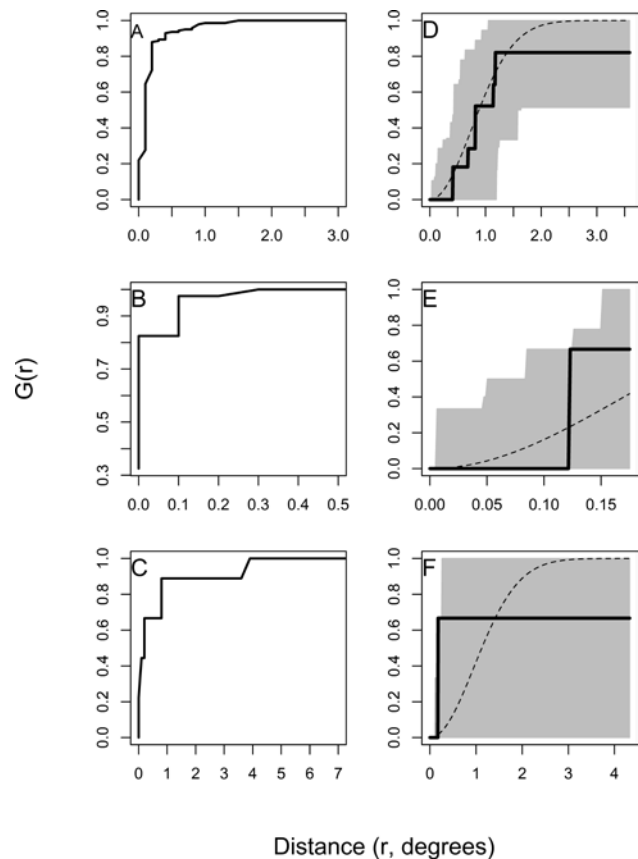 A
0.0 0.2 0.4 0.6 0.8 1.0
0.0 1.0 2.0 3.0
D
0.0 0.2 0.4 0.6 0.8 1.0
0.0 1.0 2.0 3.0
B
0.3 0.5 0.7 0.9
0.0 0.1 0.2 0.3 0.4 0.5
E
0.0 0.2 0.4 0.6 0.8 1.0
0.00 0.05 0.10 0.15
G(r)
C
0.0 0.2 0.4 0.6 0.8 1.0
0 1 2 3 4 5 6 7
F
0.0 0.2 0.4 0.6 0.8 1.0
0 1 2 3 4
Distance (r, degrees)